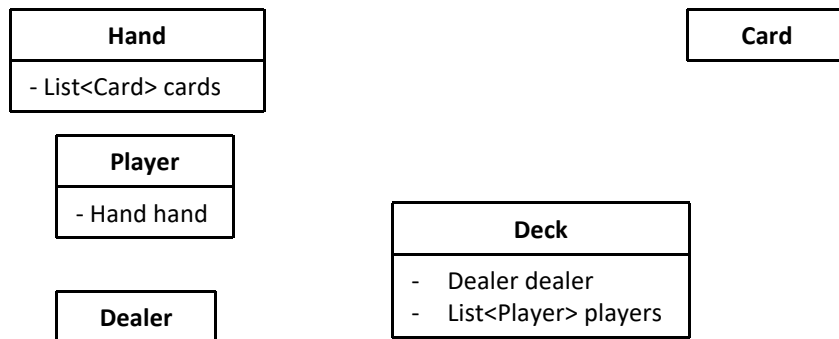 Hand
- List<Card> cards
Card
Player
- Hand hand
Deck
- Dealer dealer
- List<Player> players
Dealer